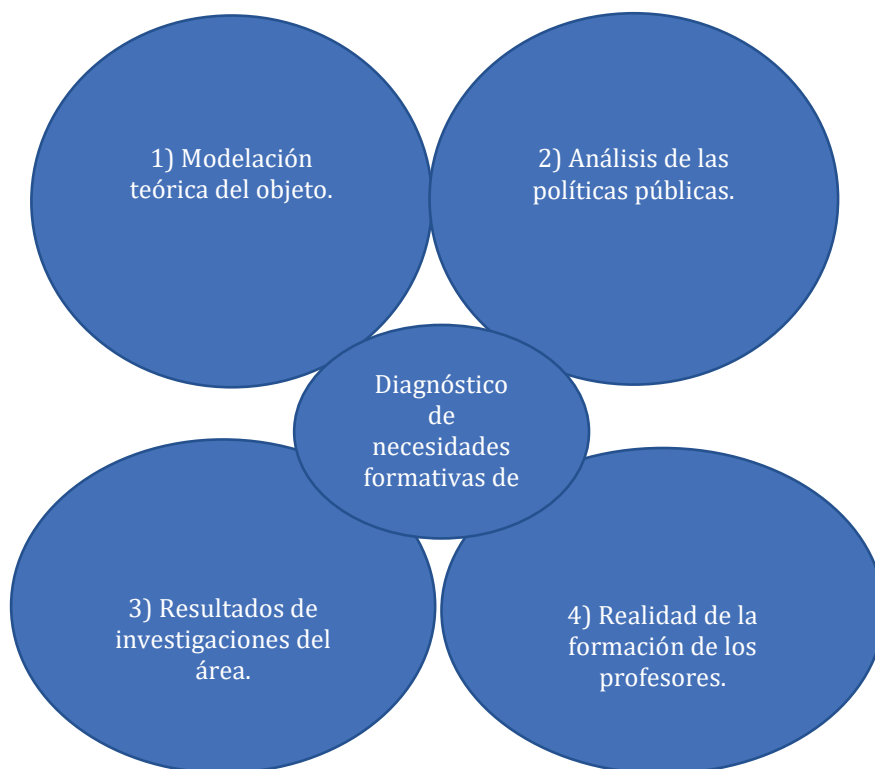 1) Modelación
teórica del objeto.
2) Análisis de las
políticas públicas.
Diagnóstico
de
necesidades
formativas de
3) Resultados de
investigaciones del
área.
4) Realidad de la
formación de los
profesores.